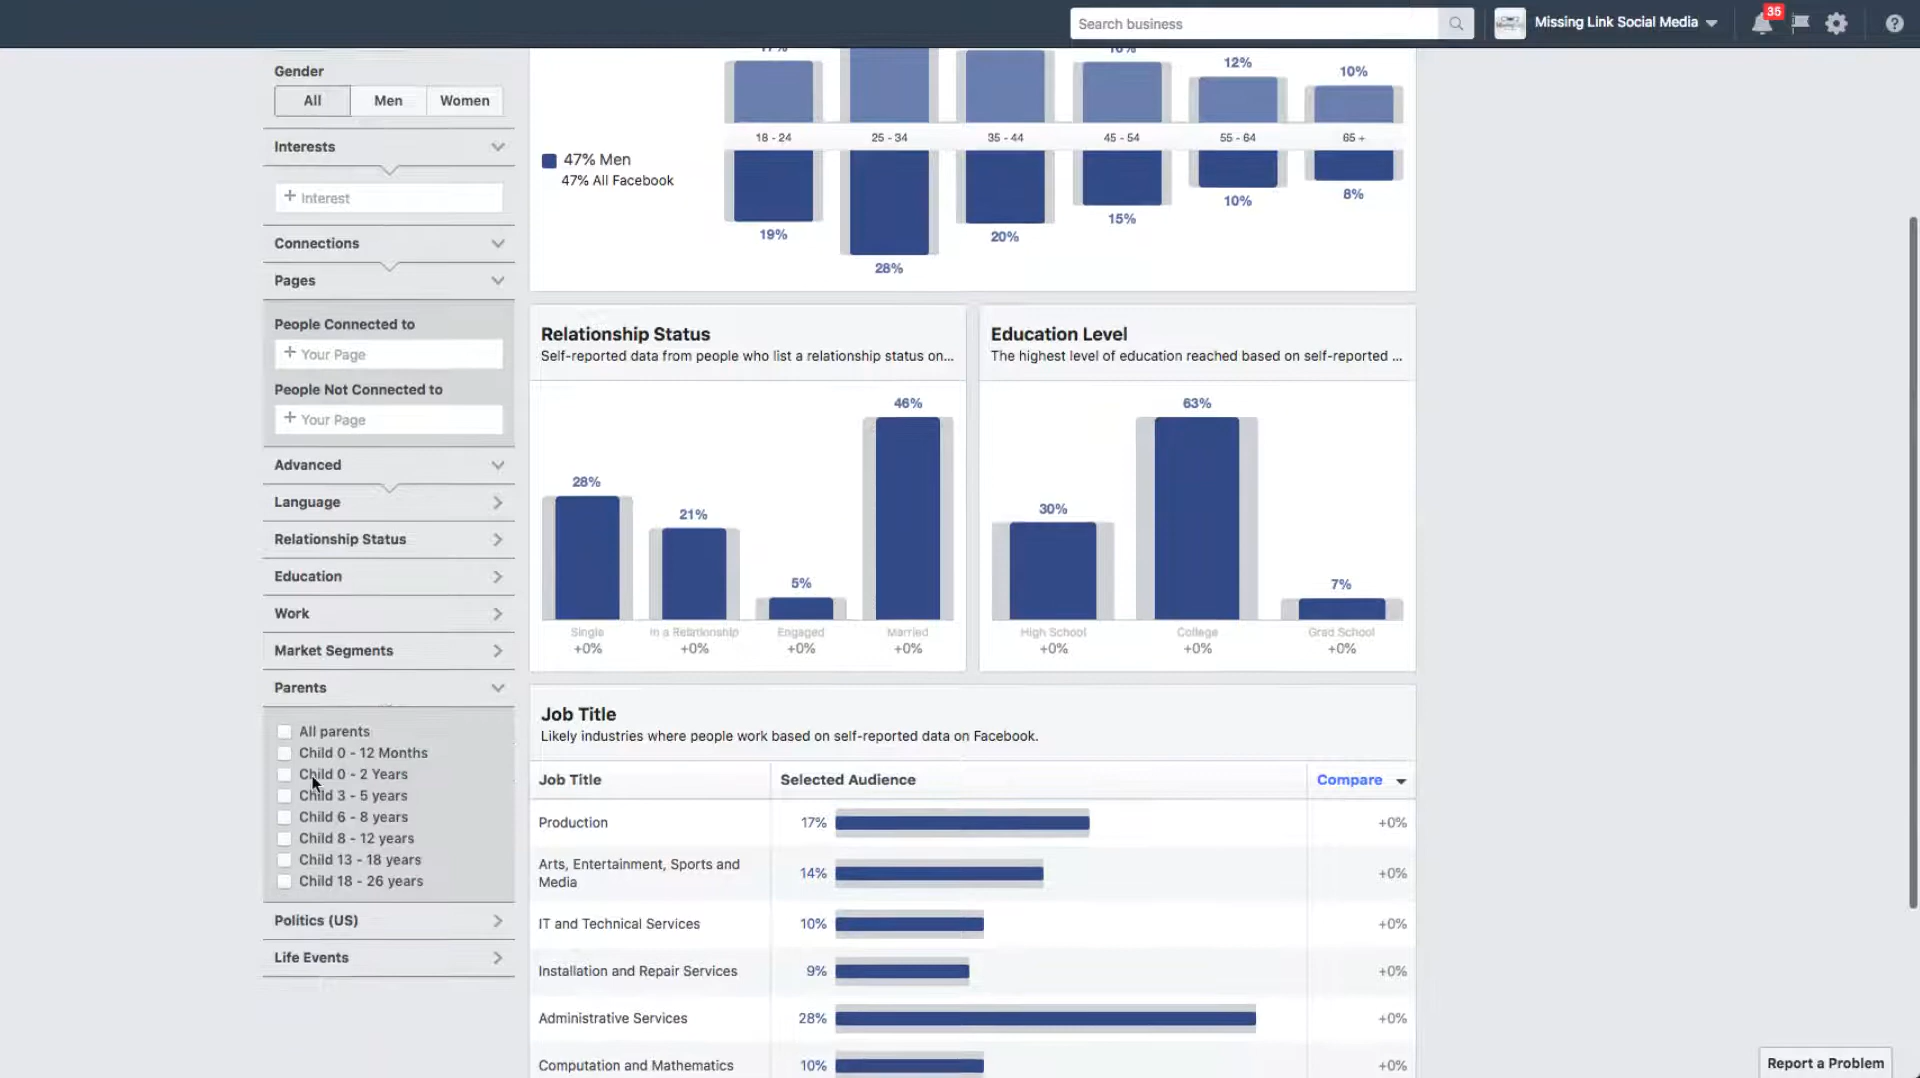 Search business
Missing Link Social Media
35
Gender
All
Men
Women
Interests
+ Interest
Connections
Pages
People Connected to
+ Your Page
People Not Connected to
+ Your Page
Advanced
Language
Relationship Status
Education
Work
Market Segments
Parents
All parents
Child 0 - 12 Months
Child 0 - 2 Years
Child 3 - 5 years
Child 6 - 8 years
Child 8 - 12 years
Child 13 - 18 years
Child 18 - 26 years
Politics (US)
Life Events
12%
10%
18 - 24
25 - 34
35 - 44
45 - 54
55 - 64
65 +
47% Men
47% All Facebook
19%
28%
20%
15%
10%
8%
Relationship Status
Self-reported data from people who list a relationship status on...
28%
21%
5%
46%
Single
In a Relationship
Engaged
Married
+0%
+0%
+0%
+0%
Education Level
The highest level of education reached based on self-reported ...
30%
63%
7%
High School
College
Grad School
+0%
+0%
+0%
Job Title
Likely industries where people work based on self-reported data on Facebook.
Job Title
Selected Audience
Compare
Production
17%
+0%
Arts, Entertainment, Sports and
Media
14%
+0%
IT and Technical Services
10%
+0%
Installation and Repair Services
9%
+0%
Administrative Services
28%
+0%
Computation and Mathematics
10%
+0%
Report a Problem